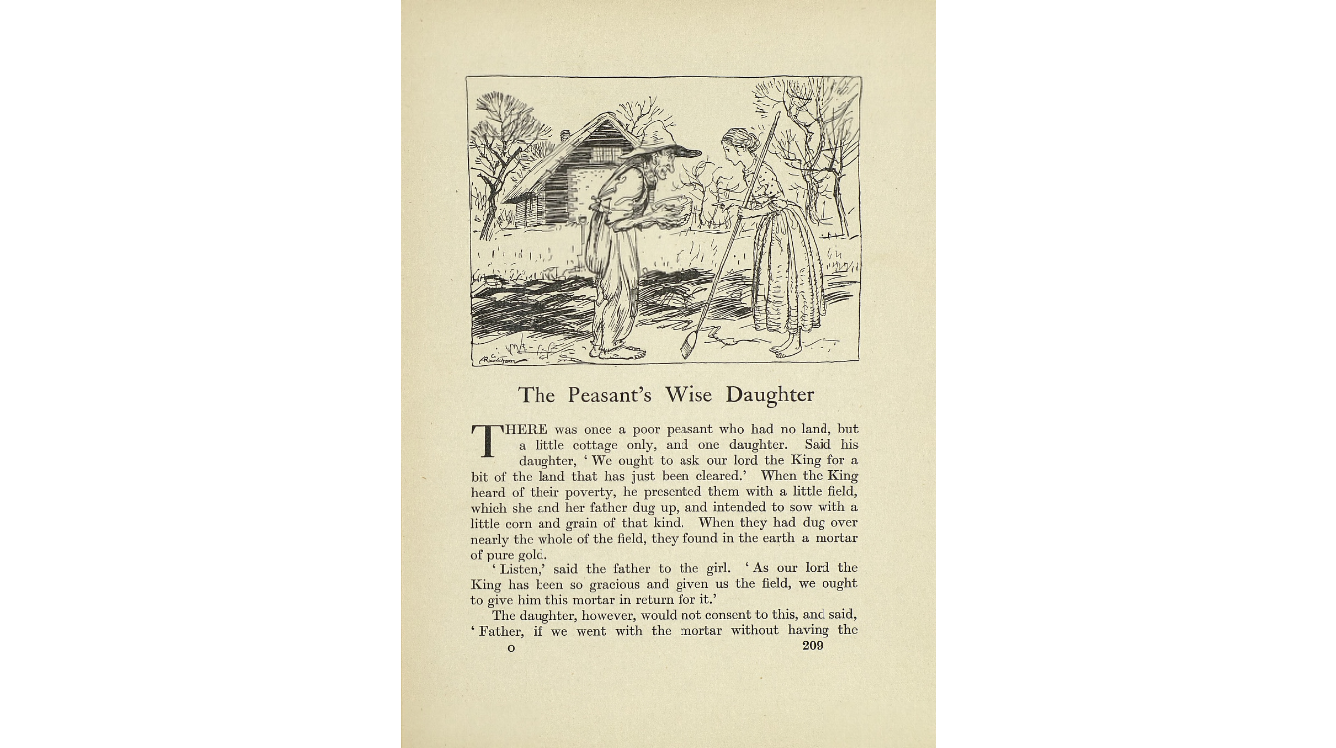 Rackham
The Peasant's Wise Daughter
THERE was once a poor peasant who had no land, but
a little cottage only, and one daughter. Said his
daughter, ‘ We ought to ask our lord the King for a
bit of the land that has just been cleared.’ When the King
heard of their poverty, he presented them with a little field,
which she and her father dug up, and intended to sow with a
little corn and grain of that kind. When they had dug over
nearly the whole of the field, they found in the earth a mortar
of pure gold.
‘ Listen,’ said the father to the girl. ‘ As our lord the
King has been so gracious and given us the field, we ought
to give him this mortar in return for it.’
The daughter, however, would not consent to this, and said,
‘ Father, if we went with the mortar without having the
O 209